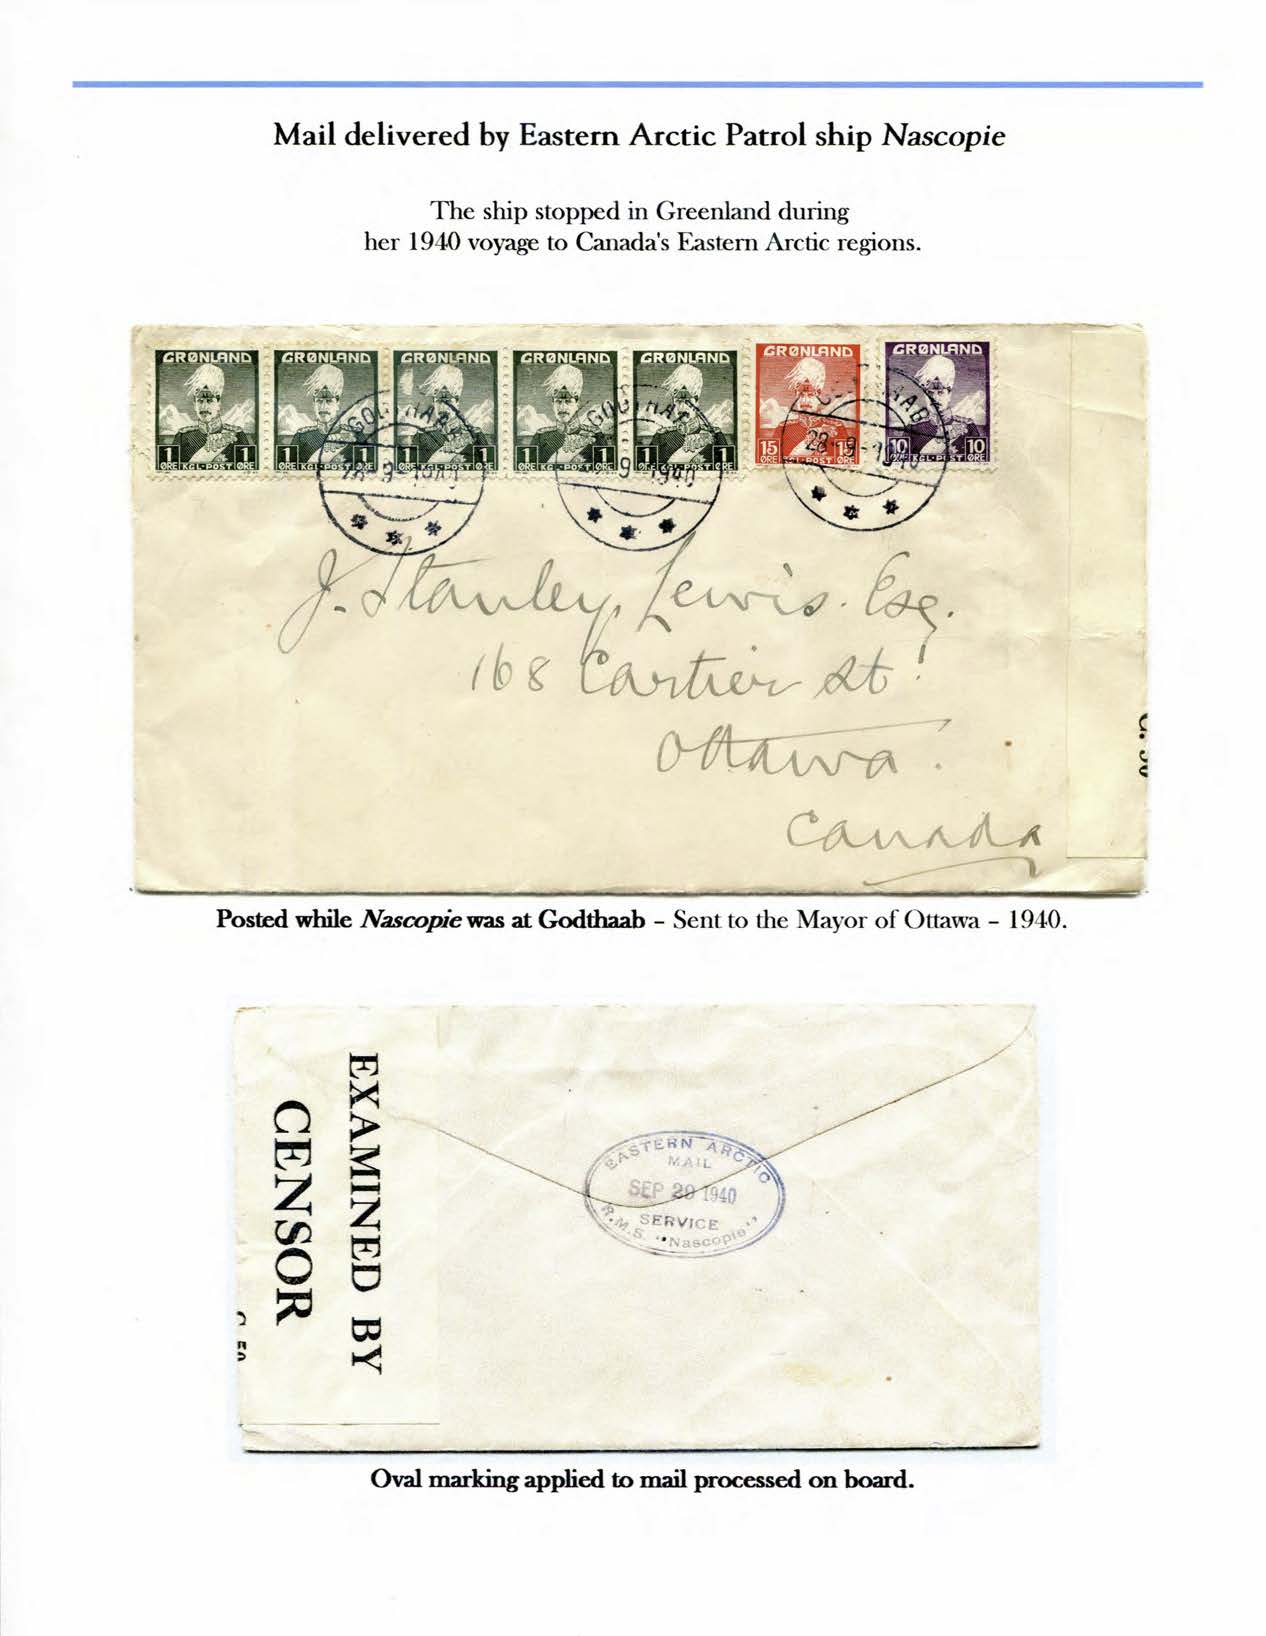 Mail delivered by Eastern Arctic Patrol ship Nascopie
The ship stopped in Greenland during
her 1940 voyage to Canada's Eastern Arctic regions.
GRØNLAND GRØNLAND GRØNLAND GRØNLAND GRØNLAND GRØNLAND GRØNLAND
1 ØRE KGL-POST 1 ØRE 1 ØRE KGL-POST 1 ØRE 1 ØRE KGL-POST 1 ØRE 1 ØRE KGL-POST 1 ØRE 1 ØRE KGL-POST 1 ØRE 15 ØRE KGL-POST 15 ØRE 10 ØRE KGL-POST 10 ØRE
28-9-1940
J. Stanley Lewis. Esq.
168 Cartier St.
Ottawa.
Canada
Posted while Nascopie was at Godthaab – Sent to the Mayor of Ottawa – 1940.
EXAMINED BY
CENSOR
EASTERN ARCTIC
MAIL
SEP 29 1940
SERVICE
R.M.S. "Nascopie"
Oval marking applied to mail processed on board.